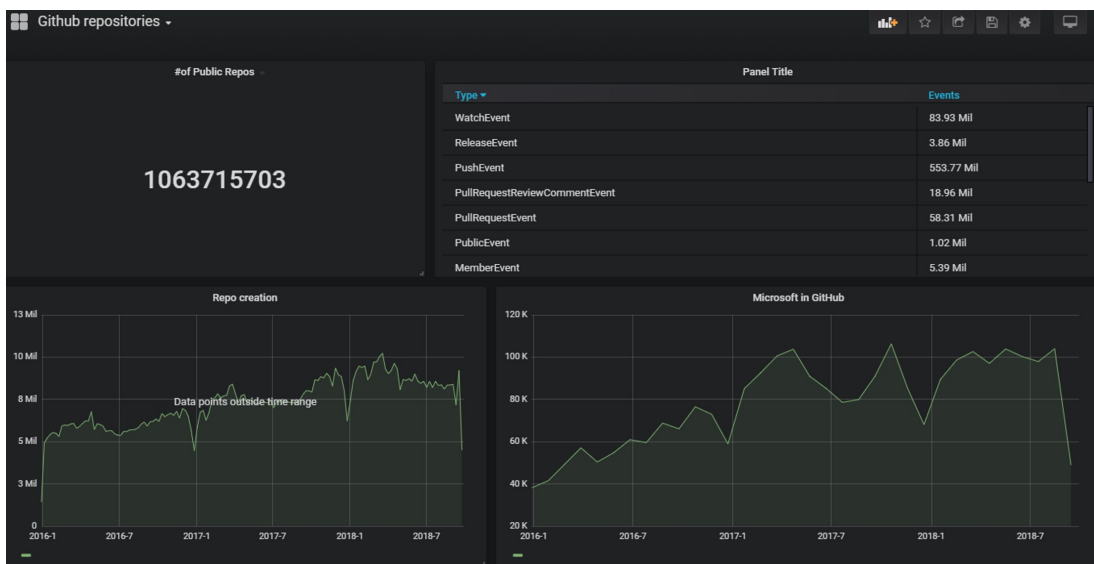 Github repositories
#of Public Repos
1063715703
Panel Title
Type Events
WatchEvent 83.93 Mil
ReleaseEvent 3.86 Mil
PushEvent 553.77 Mil
PullRequestReviewCommentEvent 18.96 Mil
PullRequestEvent 58.31 Mil
PublicEvent 1.02 Mil
MemberEvent 5.39 Mil
Repo creation
13 Mil
10 Mil
8 Mil
Data points outside time range
5 Mil
3 Mil
0
2016-1 2016-7 2017-1 2017-7 2018-1 2018-7
Microsoft in GitHub
120 K
100 K
80 K
60 K
40 K
20 K
2016-1 2016-7 2017-1 2017-7 2018-1 2018-7